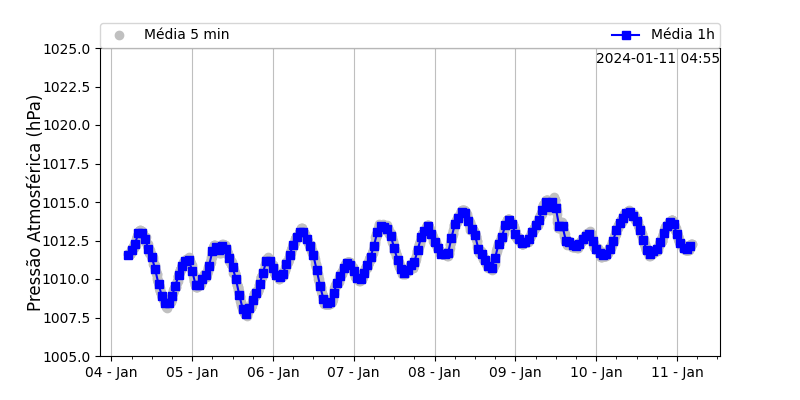 Média 5 min
Média 1h
2024-01-11 04:55
Pressão Atmosférica (hPa)
1025.0
1022.5
1020.0
1017.5
1015.0
1012.5
1010.0
1007.5
1005.0
04 - Jan
05 - Jan
06 - Jan
07 - Jan
08 - Jan
09 - Jan
10 - Jan
11 - Jan